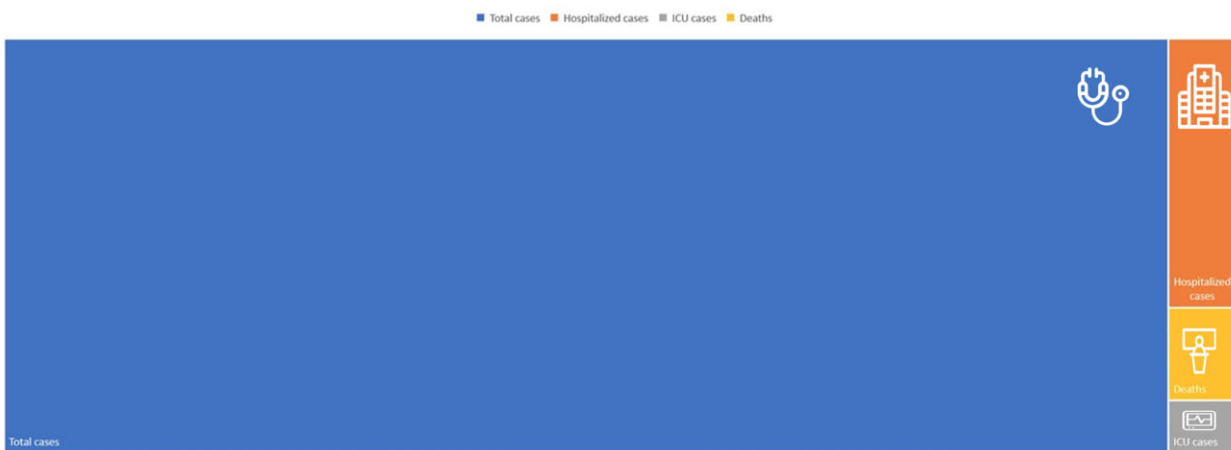 Total cases Hospitalized cases ICU cases Deaths
Hospitalized
cases
Deaths
Total cases
ICU cases